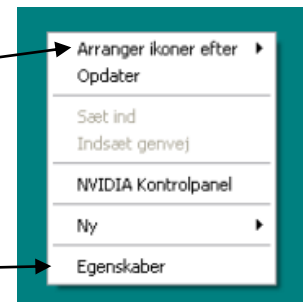 Arranger ikoner efter
Opdater
Sæt ind
Indsæt genvej
NVIDIA Kontrolpanel
Ny
Egenskaber